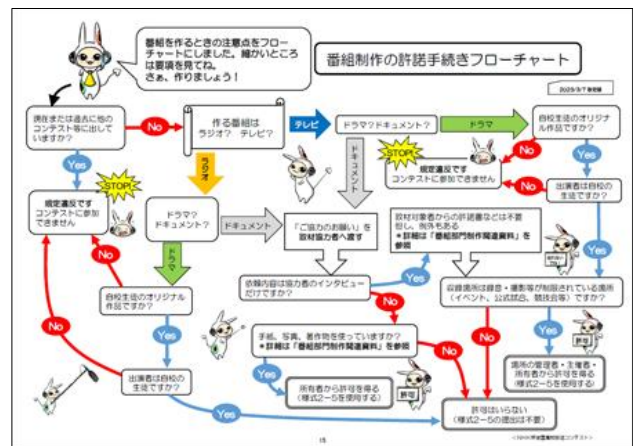 番組を作るときの注意点をフロー
チャートにしました。細かいところ
は要項を見てね。
さぁ、作りましょう！
番組制作の許諾手続きフローチャート
現在または過去に他の
コンテスト等に出して
いますか？
No
作る番組は
ラジオ？ テレビ？
テレビ
ドラマ？ドキュメント？
ドラマ
自校生徒のオリジナル
作品ですか？
Yes
ラジオ
ドキュメント
STOP!
規定違反です
コンテストに参加できません
No
Yes
STOP!
規定違反です
コンテストに参加
できません
No
出演者は自校の
生徒ですか？
ドラマ？
ドキュメント？
ドキュメント
「ご協力のお願い」を
取材協力者へ渡す
取材対象者からの許諾書などは不要
但し、例外もある
＊詳細は「番組部門制作関連資料」を
参照
Yes
No
ドラマ
自校生徒のオリジナル
作品ですか？
依頼内容は協力者のインタビュー
だけですか？
Yes
収録場所は録音・撮影等が制限されている場所
（イベント、公式試合、競技会等）ですか？
No
Yes
No
手紙、写真、著作物を使っていますか？
＊詳細は「番組部門制作関連資料」を参照
No
No
Yes
場所の管理者・主催者・
所有者から許可を得る
（様式2－5を使用する）
出演者は自校の
生徒ですか？
Yes
所有者から許可を得る
（様式2－5を使用する）
許可
許可
Yes
許可はいらない
（様式2－5の提出は不要）
15